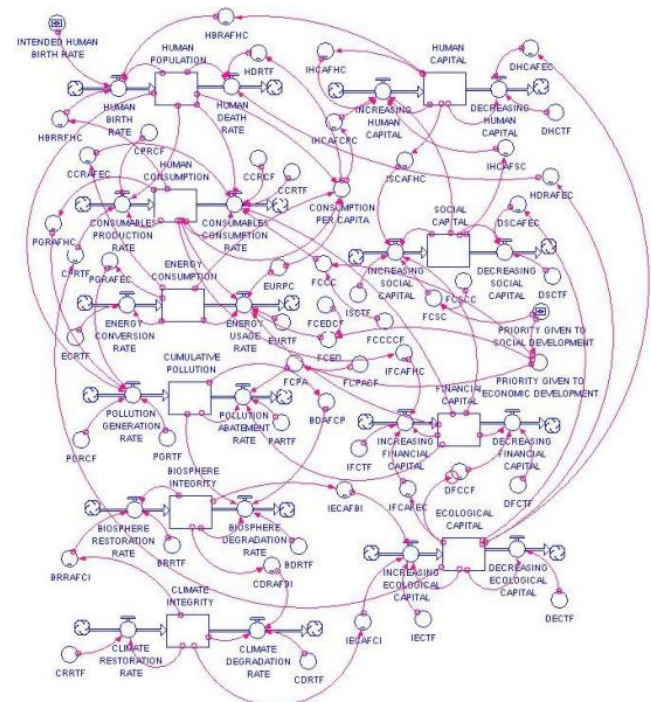 HBRAFHC
INTENDED HUMAN
BIRTH RATE
HUMAN
POPULATION
HDRTF
IHCAFHC
HUMAN
CAPITAL
DHCAFEC
HUMAN
BIRTH
RATE
HUMAN
DEATH
RATE
INCREASING
HUMAN
CAPITAL
DECREASING
HUMAN
CAPITAL
DHCTF
HBRRFHC
CPRCF
IHCAFCPC
IHCAFSC
CCRAFEC
HUMAN
CONSUMPTION
CCRCF
CCRTF
ISCAFHC
HDRAFEC
CONSUMABLES
PRODUCTION
RATE
CONSUMABLES
CONSUMPTION
RATE
CONSUMPTION
PER CAPITA
SOCIAL
CAPITAL
DSCAFEC
PGRAFHC
CPRTF
PGRAFEC
ENERGY
CONSUMPTION
EURPC
FCCC
INCREASING
SOCIAL
CAPITAL
DECREASING
SOCIAL
CAPITAL
DSCTF
ISCTF
FCSC
FCSCC
ECRTF
ENERGY
CONVERSION
RATE
ENERGY
USAGE
RATE
EURTF
FCEDCF
FCED
FCCCCF
PRIORITY GIVEN TO
SOCIAL DEVELOPMENT
CUMULATIVE
POLLUTION
FCPA
FCPACF
IFCAFHC
FINANCIAL
CAPITAL
PRIORITY GIVEN TO
ECONOMIC DEVELOPMENT
POLLUTION
GENERATION
RATE
POLLUTION
ABATEMENT
RATE
BDAFCP
INCREASING
FINANCIAL
CAPITAL
DECREASING
FINANCIAL
CAPITAL
PGRCF
PGRTF
PARTF
IFCTF
BIOSPHERE
INTEGRITY
IECAFBI
IFCAFEC
DFCCF
DFCTF
ECOLOGICAL
CAPITAL
BIOSPHERE
RESTORATION
RATE
BIOSPHERE
DEGRADATION
RATE
BRRAFCI
BRRTF
BDRTF
CDRAFBI
INCREASING
ECOLOGICAL
CAPITAL
DECREASING
ECOLOGICAL
CAPITAL
CLIMATE
INTEGRITY
IECAFCI
IECTF
DECTF
CLIMATE
RESTORATION
RATE
CLIMATE
DEGRADATION
RATE
CRRTF
CDRTF